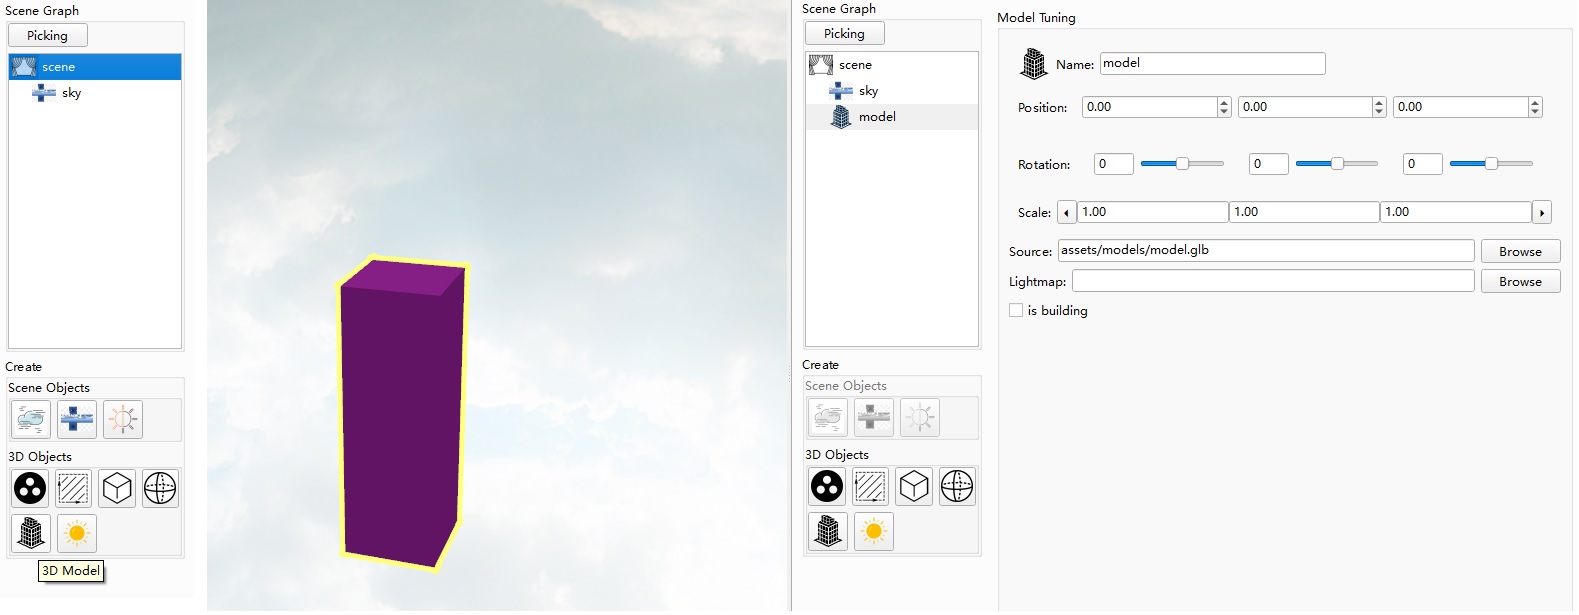 Scene Graph
Picking
scene
sky
Create
Scene Objects
3D Objects
3D Model
Scene Graph
Picking
scene
sky
model
Create
Scene Objects
3D Objects
Model Tuning
Name: model
Position: 0.00 0.00 0.00
Rotation: 0 0 0
Scale: 1.00 1.00 1.00
Source: assets/models/model.glb Browse
Lightmap: Browse
is building